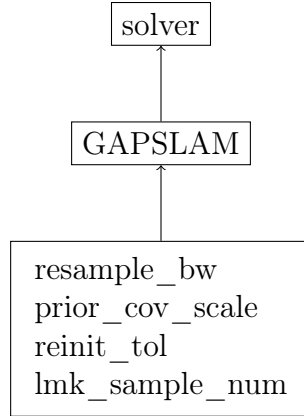 solver
GAPSLAM
resample_bw
prior_cov_scale
reinit_tol
lmk_sample_num